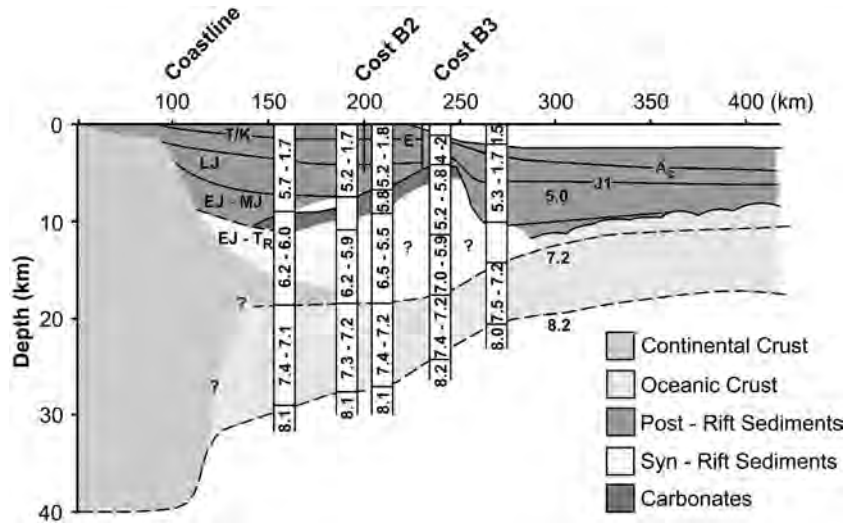 Coastline
Cost B2
Cost B3
100 150 200 250 300 350 400 (km)
0
10
20
30
40
Depth (km)
T/K
LJ
EJ - MJ
EJ - TR
E
J1
5.0
7.2
8.2
?
?
?
?
5.7 - 1.7
6.2 - 6.0
7.4 - 7.1
8.1
5.2 - 1.7
6.2 - 5.9
7.3 - 7.2
8.1
5.2 - 1.8
5.8
6.5 - 5.5
7.4 - 7.2
8.1
4 - 2
5.2 - 5.8
7.0 - 5.9
7.4 - 7.2
8.2
1.5
5.3 - 1.7
7.5 - 7.2
8.0
Continental Crust
Oceanic Crust
Post - Rift Sediments
Syn - Rift Sediments
Carbonates